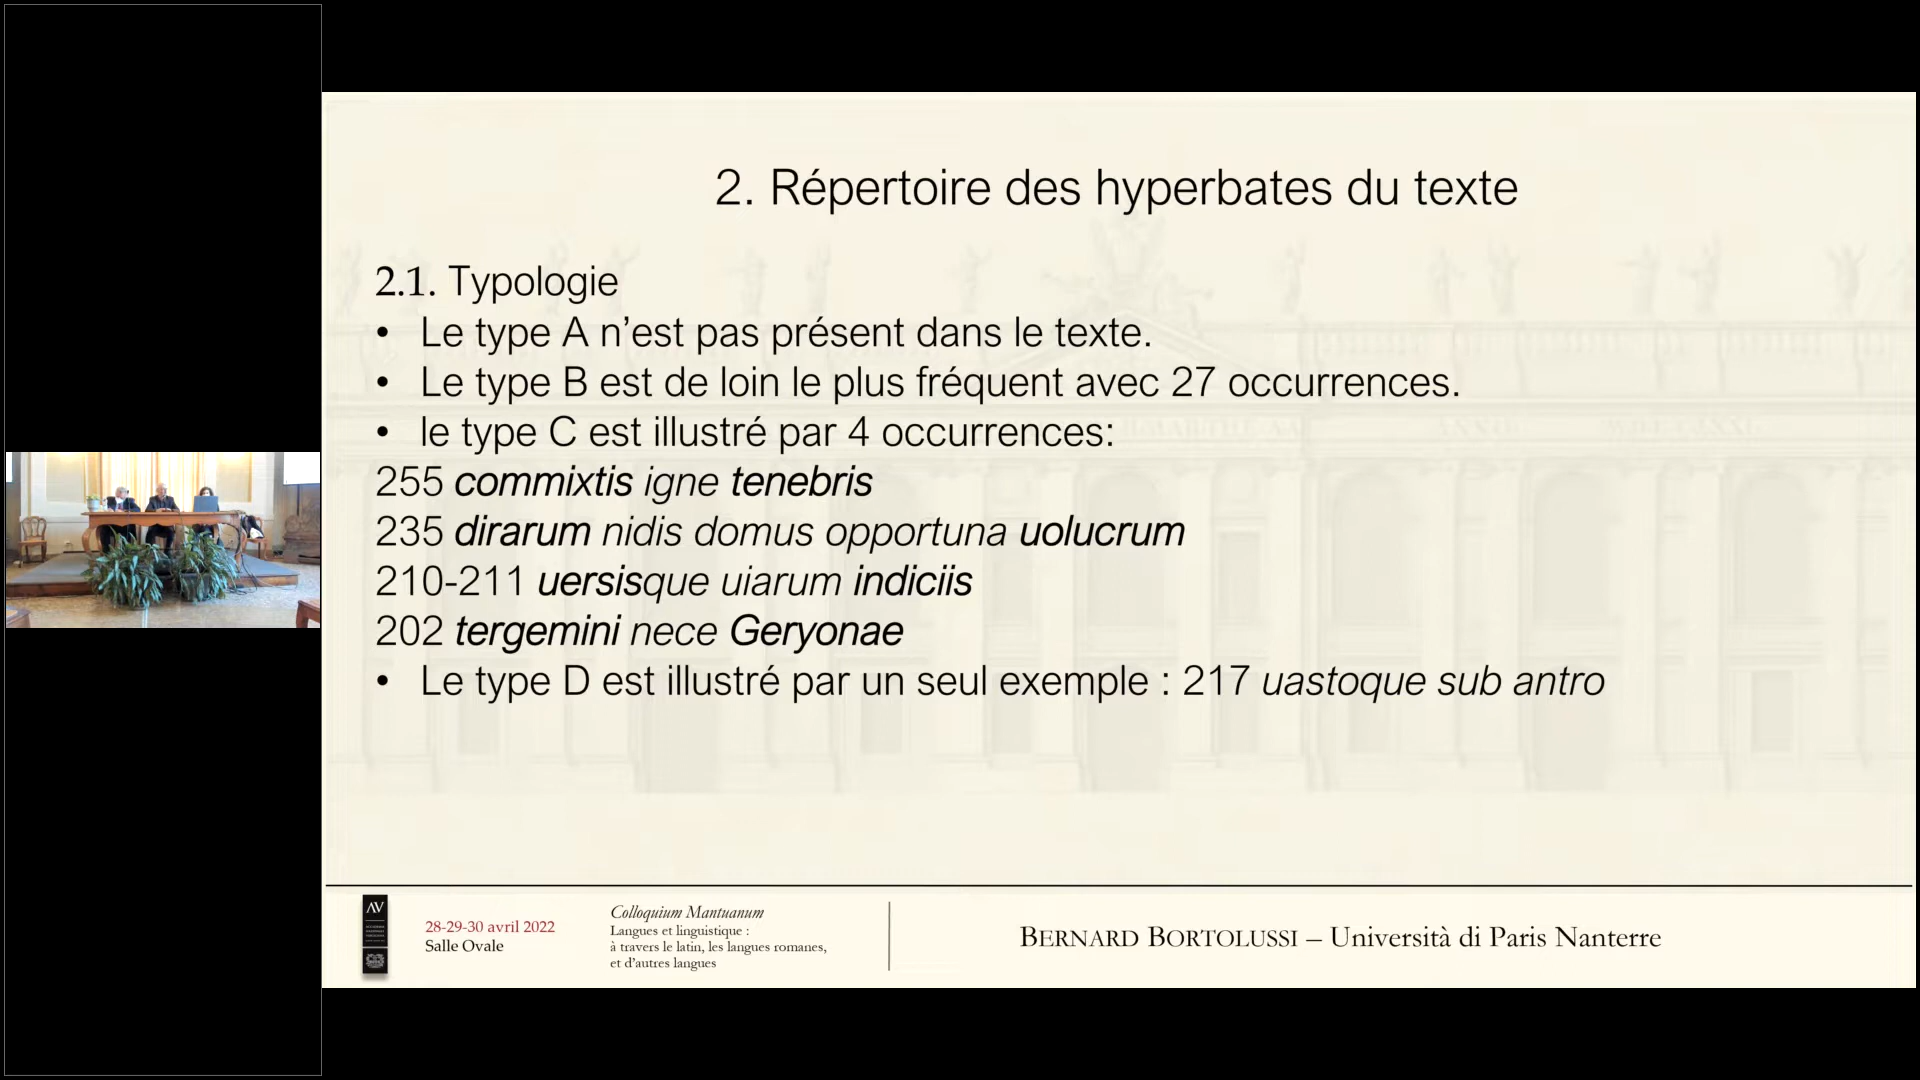 2. Répertoire des hyperbates du texte
2.1. Typologie
• Le type A n’est pas présent dans le texte.
• Le type B est de loin le plus fréquent avec 27 occurrences.
• le type C est illustré par 4 occurrences:
255 commixtis igne tenebris
235 dirarum nidis domus opportuna uolucrum
210-211 uersisque uiarum indiciis
202 tergemini nece Geryonae
• Le type D est illustré par un seul exemple : 217 uastoque sub antro
AV
28-29-30 avril 2022
Salle Ovale
Colloquium Mantuanum
Langues et linguistique :
à travers le latin, les langues romanes,
et d’autres langues
BERNARD BORTOLUSSI – Università di Paris Nanterre